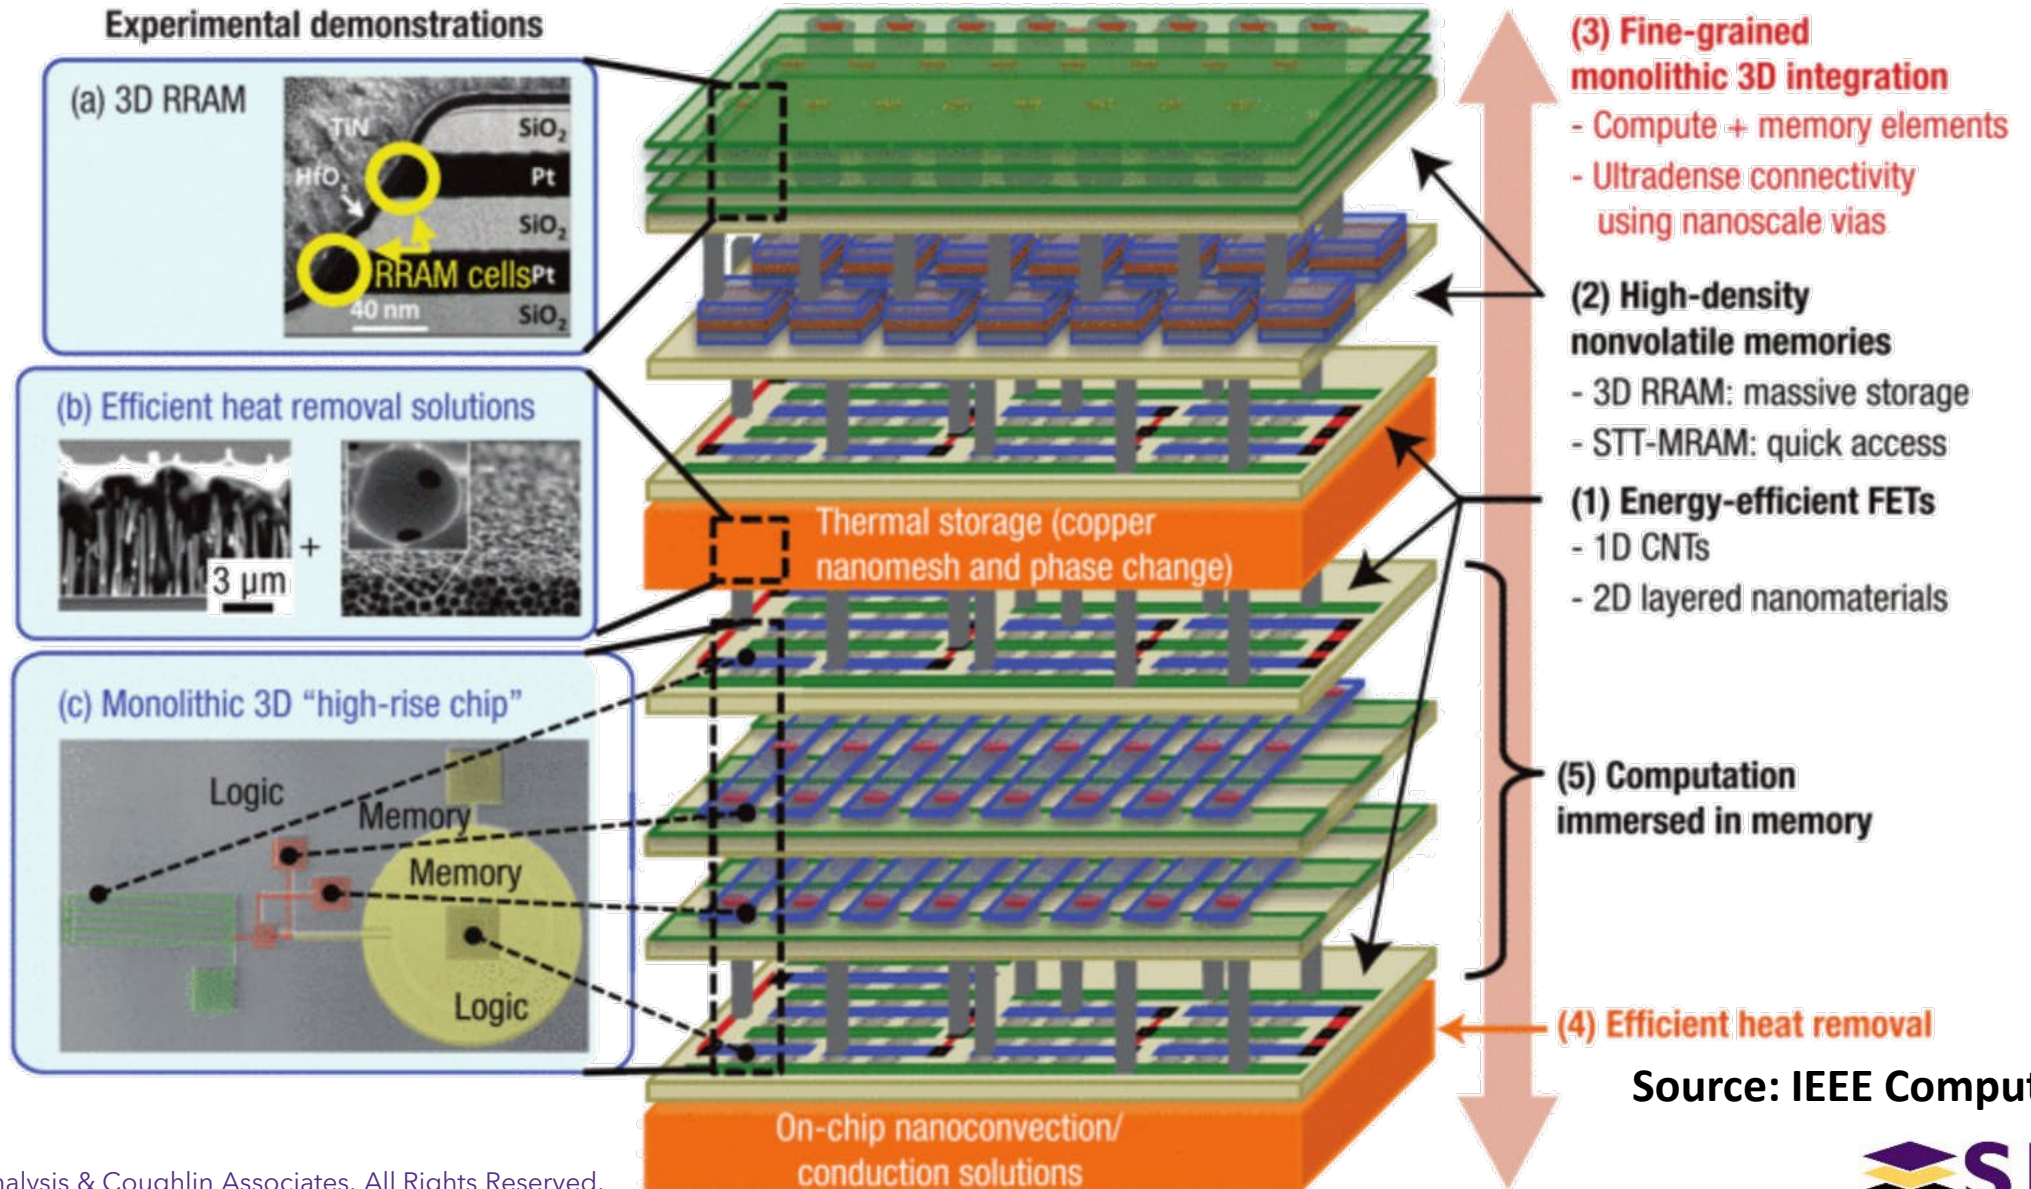 Experimental demonstrations
(a) 3D RRAM
TiN
SiO₂
HfOₓ
Pt
SiO₂
RRAM cells
Pt
40 nm
SiO₂
(b) Efficient heat removal solutions
+
3 μm
(c) Monolithic 3D “high-rise chip”
Logic
Memory
Memory
Logic
Thermal storage (copper
nanomesh and phase change)
On-chip nanoconvection/
conduction solutions
(3) Fine-grained
monolithic 3D integration
- Compute + memory elements
- Ultradense connectivity
using nanoscale vias
(2) High-density
nonvolatile memories
- 3D RRAM: massive storage
- STT-MRAM: quick access
(1) Energy-efficient FETs
- 1D CNTs
- 2D layered nanomaterials
(5) Computation
immersed in memory
(4) Efficient heat removal
Source: IEEE Comput
nalysis & Coughlin Associates. All Rights Reserved.
S